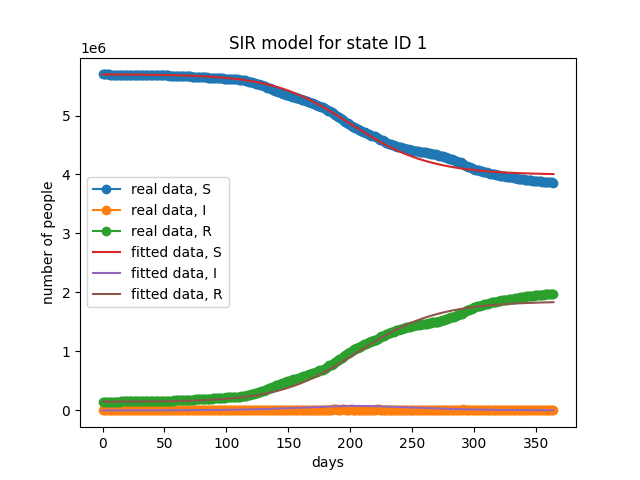 SIR model for state ID 1
1e6
number of people
5
4
3
2
1
0
real data, S
real data, I
real data, R
fitted data, S
fitted data, I
fitted data, R
0 50 100 150 200 250 300 350
days